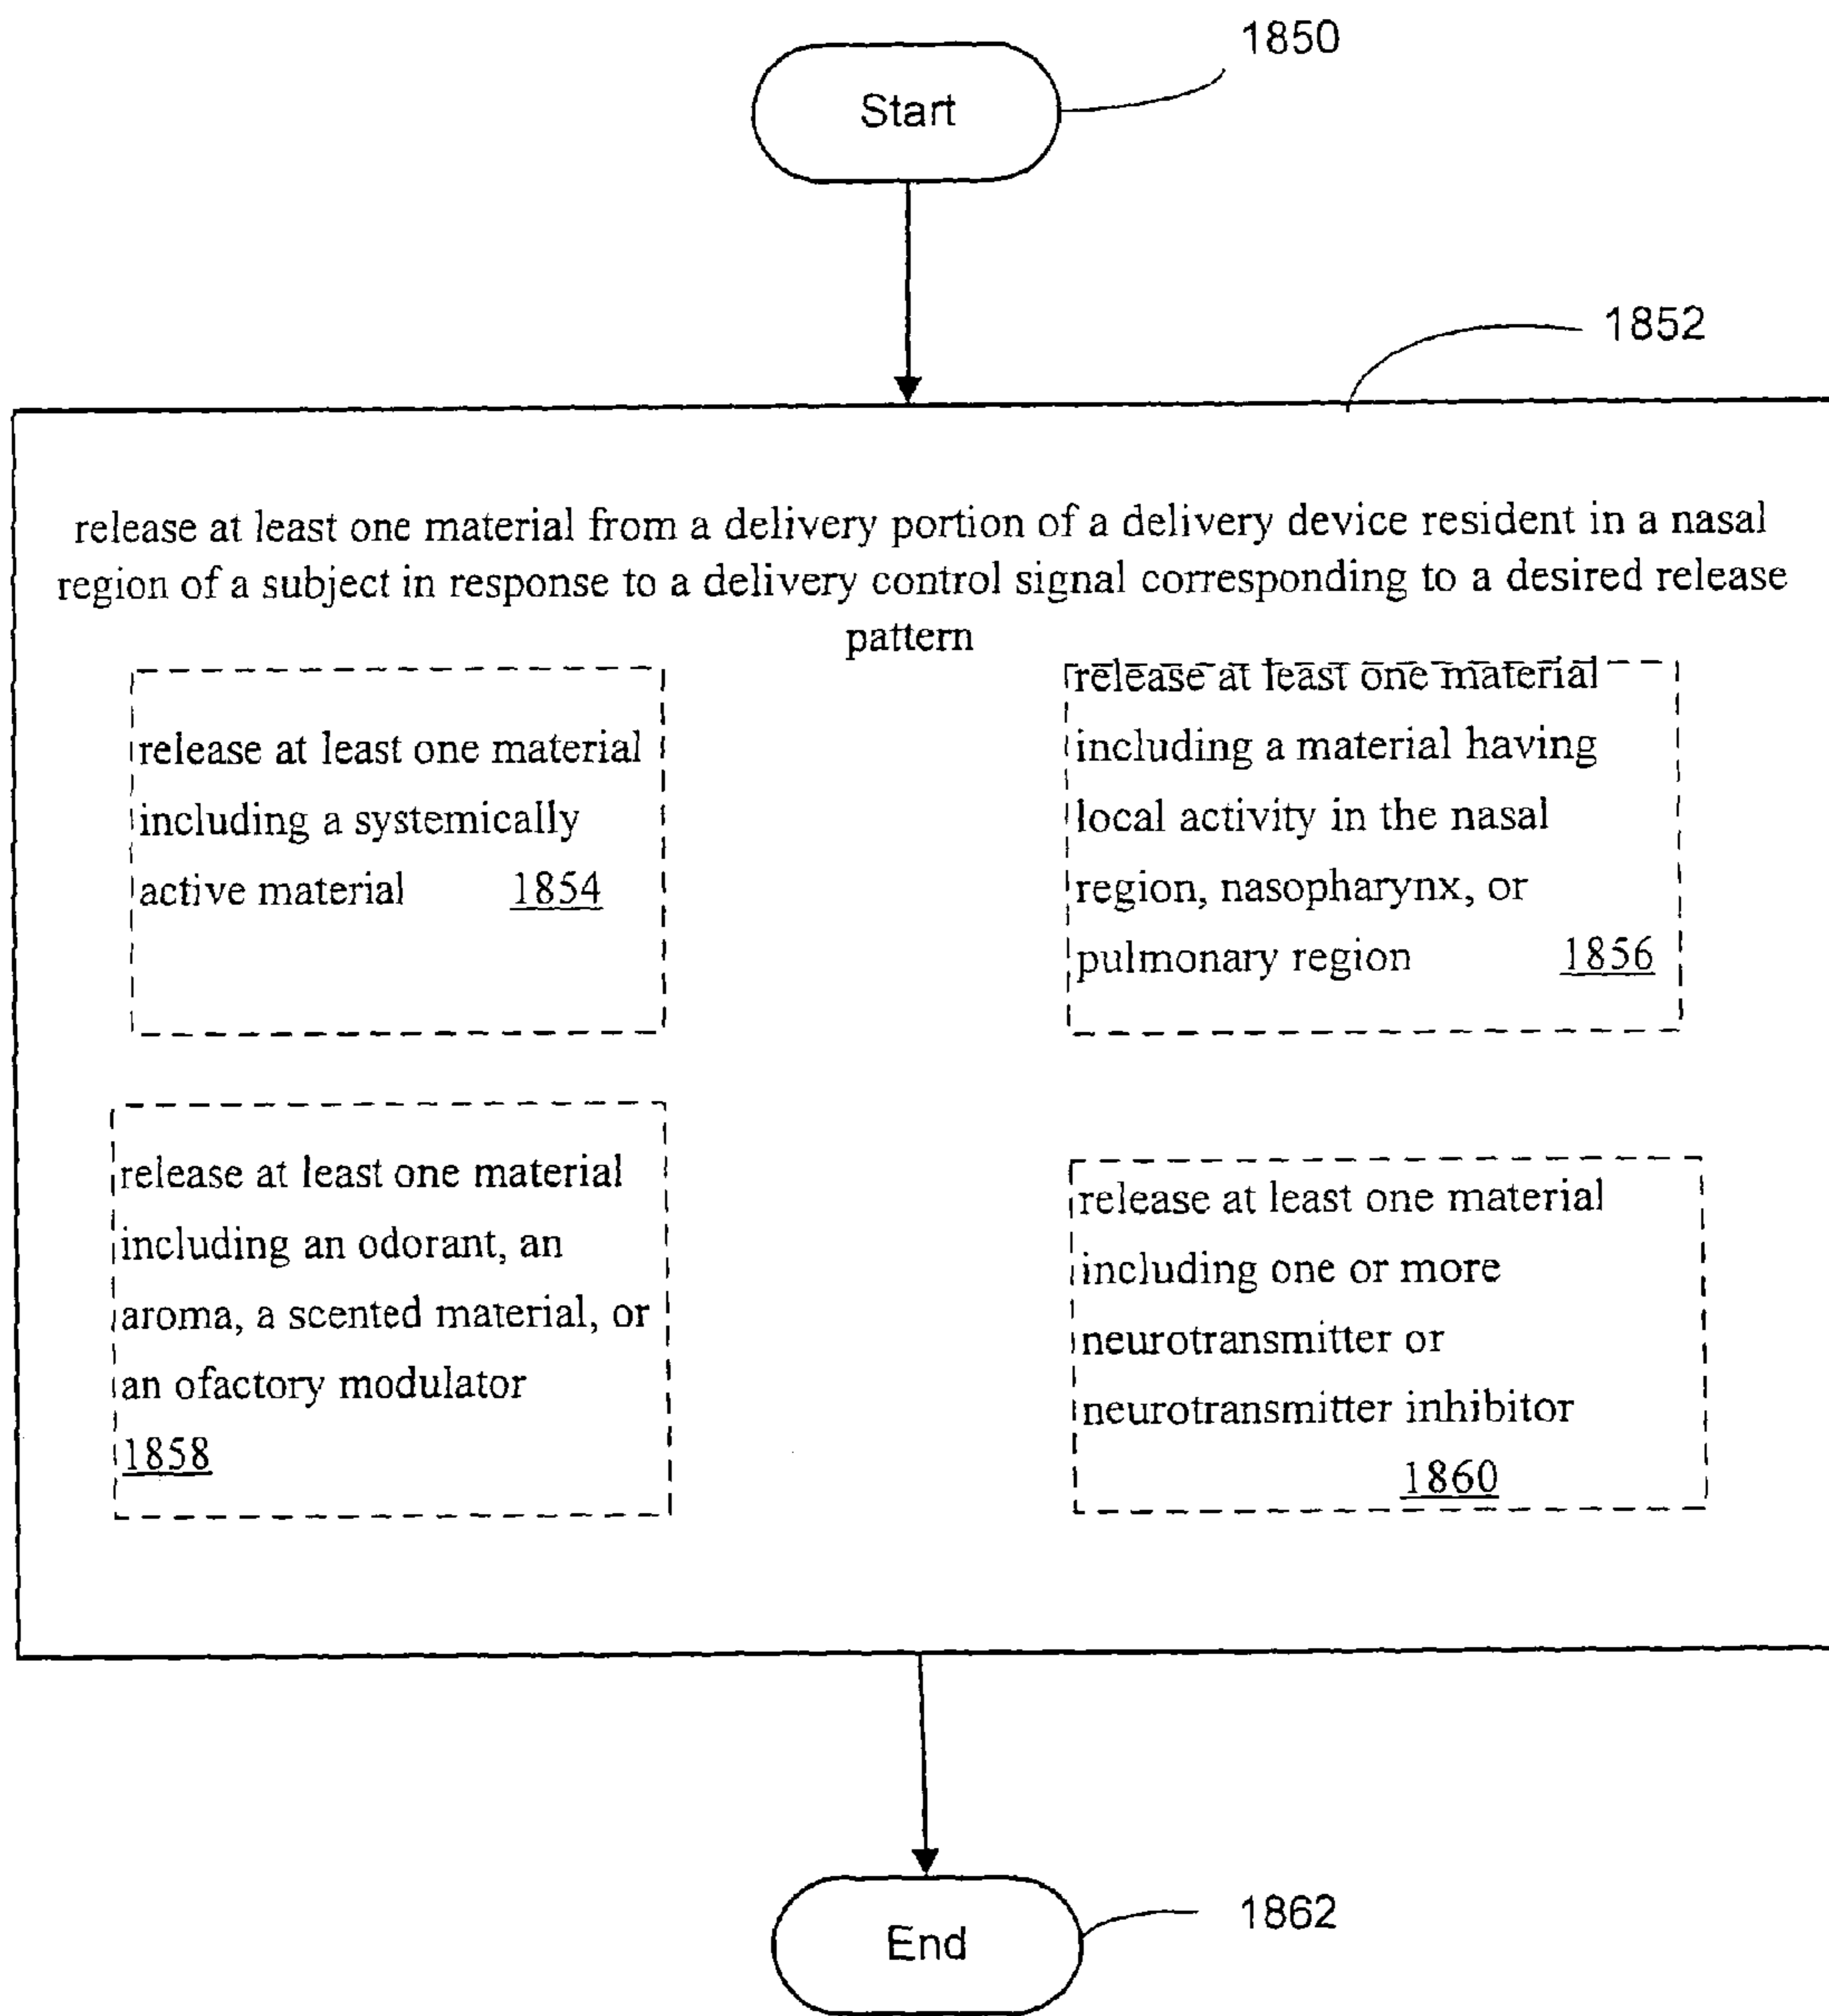 1850
Start
1852
release at least one material from a delivery portion of a delivery device resident in a nasal
region of a subject in response to a delivery control signal corresponding to a desired release
pattern
release at least one material
including a systemically
active material 1854
release at least one material
including a material having
local activity in the nasal
region, nasopharynx, or
pulmonary region 1856
release at least one material
including an odorant, an
aroma, a scented material, or
an ofactory modulator
1858
release at least one material
including one or more
neurotransmitter or
neurotransmitter inhibitor
1860
1862
End